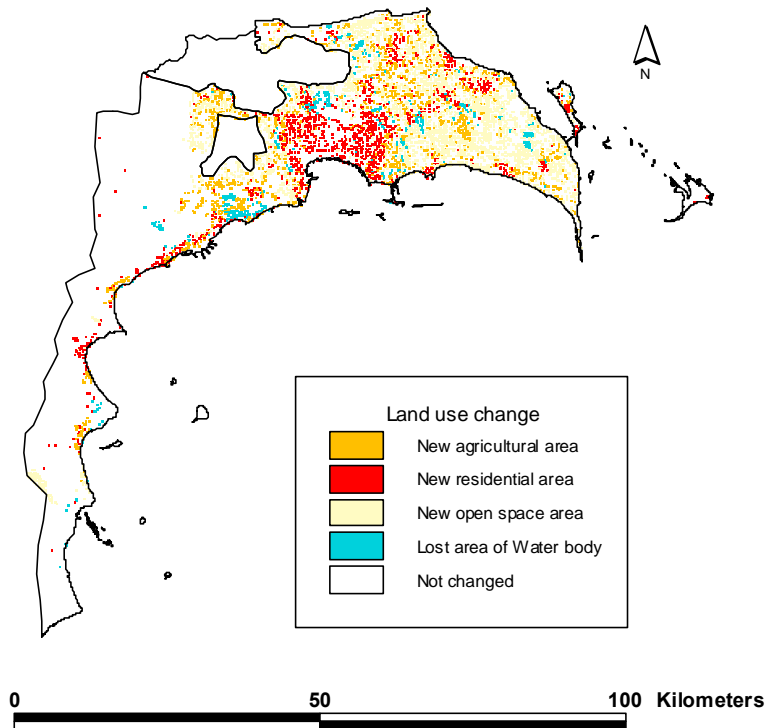 N
Land use change
New agricultural area
New residential area
New open space area
Lost area of Water body
Not changed
0 50 100 Kilometers